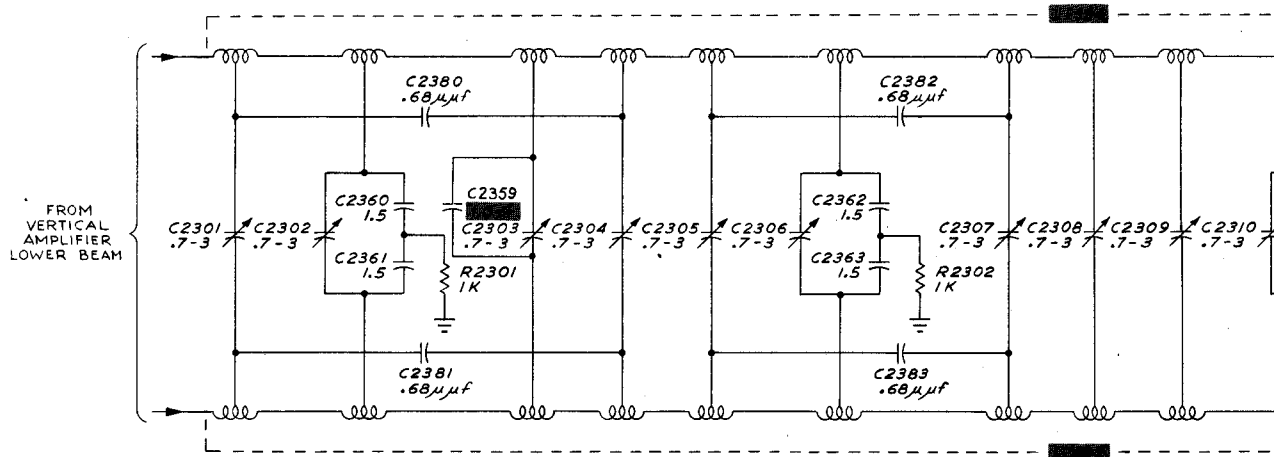 C2380
.68μμf
C2382
.68μμf
FROM
VERTICAL
AMPLIFIER
LOWER BEAM
C2301
.7-3
C2302
.7-3
C2360
1.5
C2361
1.5
R2301
1K
C2359
C2303
.7-3
C2304
.7-3
C2305
.7-3
C2306
.7-3
C2362
1.5
C2363
1.5
R2302
1K
C2307
.7-3
C2308
.7-3
C2309
.7-3
C2310
.7-3
C2381
.68μμf
C2383
.68μμf